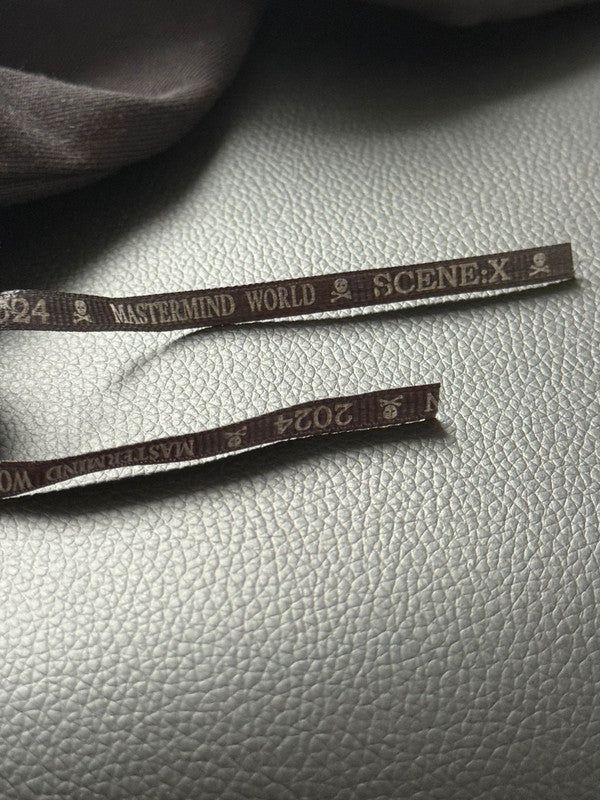 024 MASTERMIND WORLD SCENE:X
N 2024 MASTERMIND WO